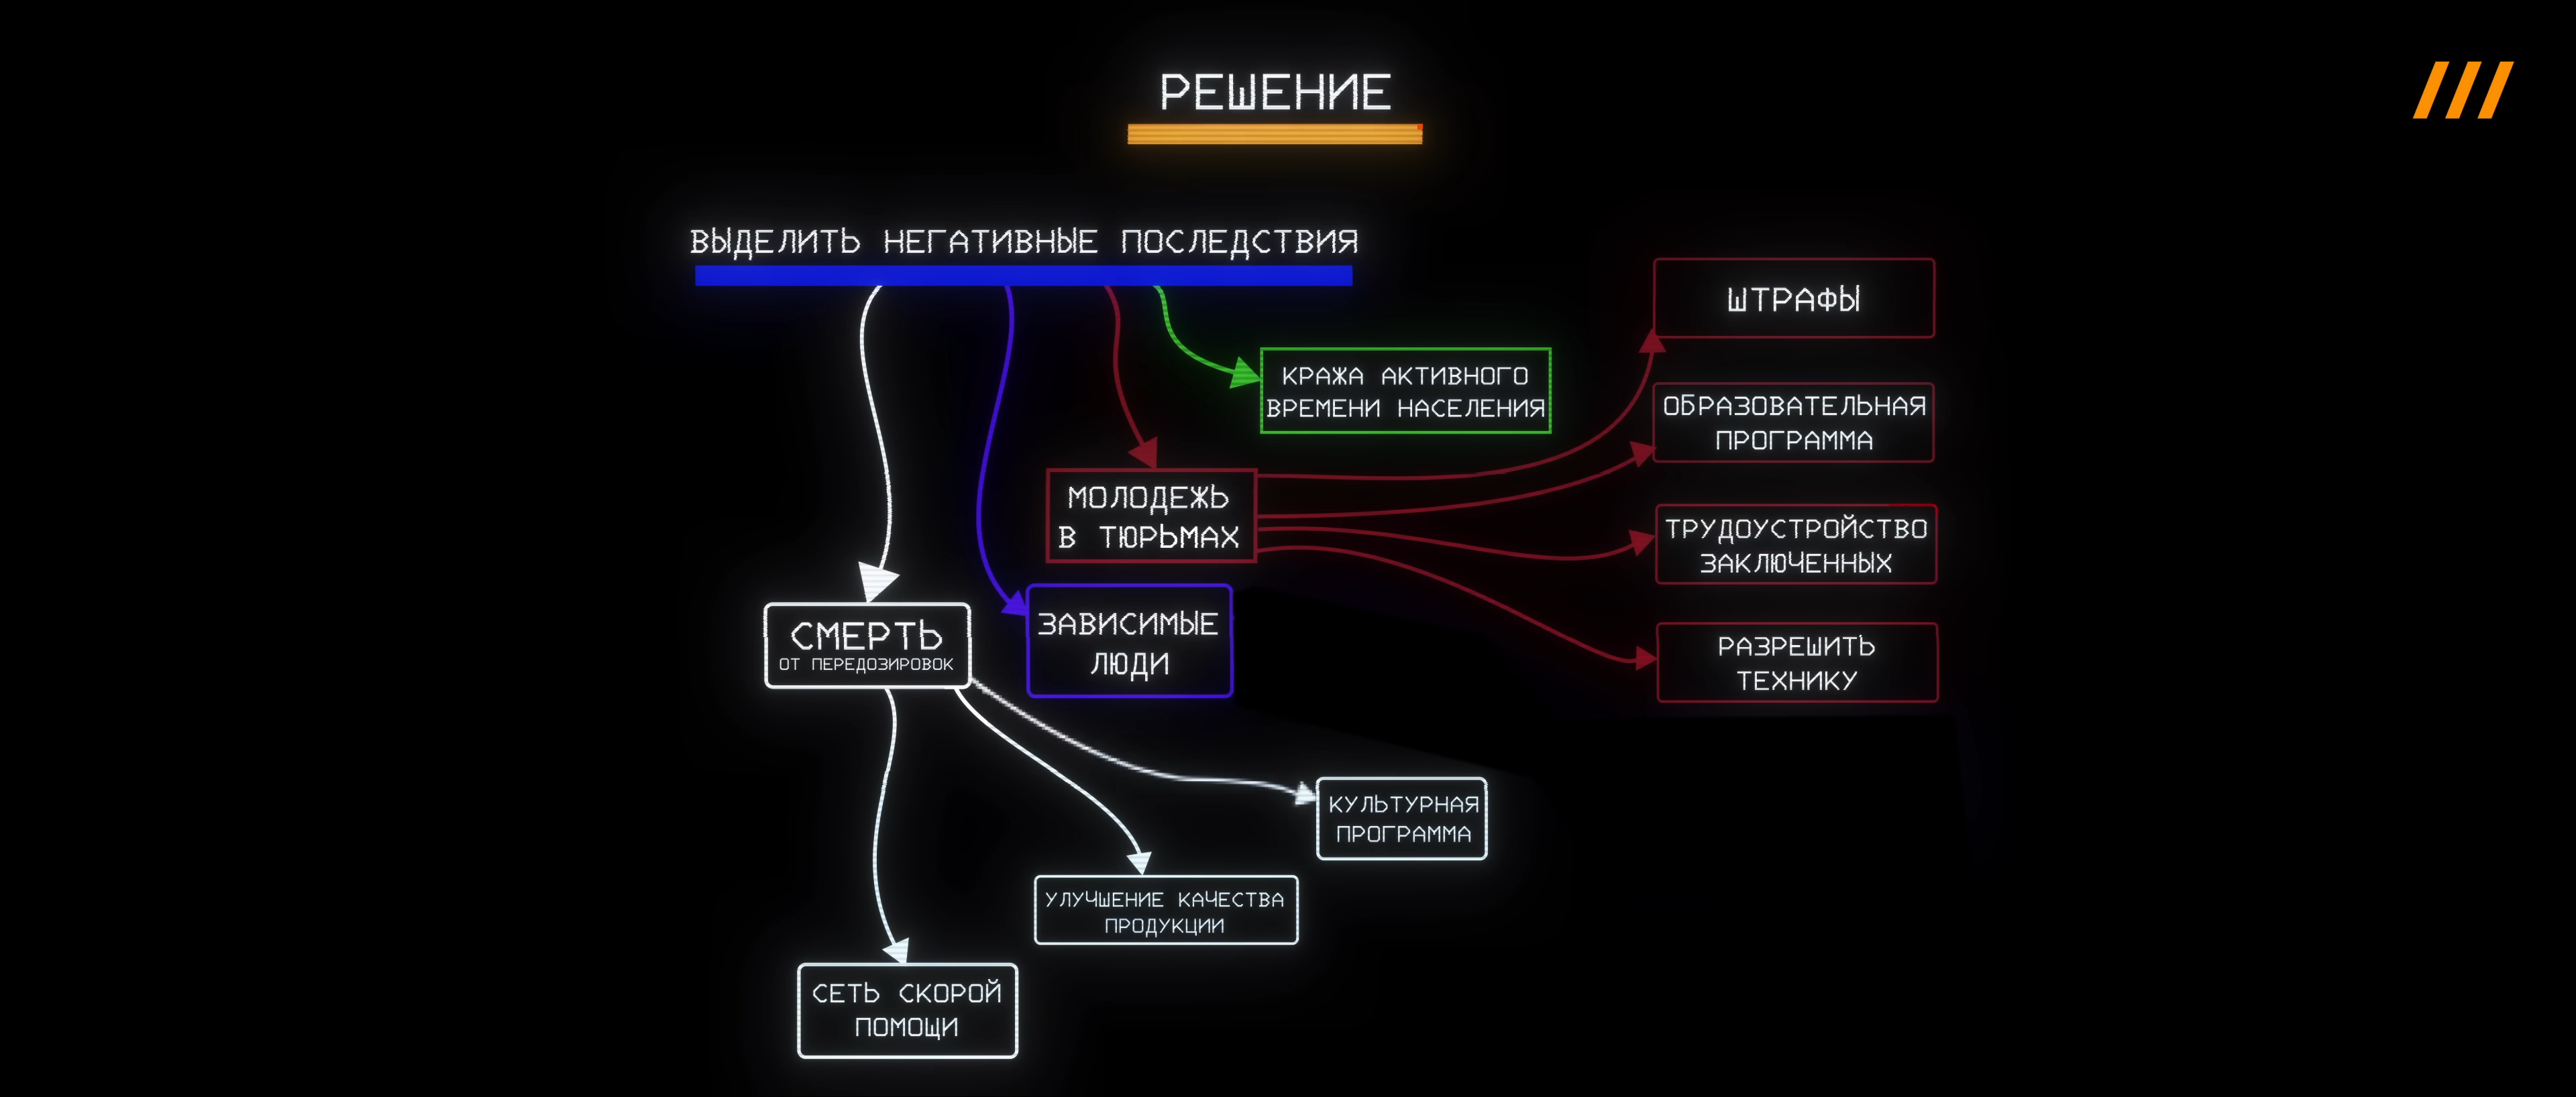 РЕШЕНИЕ
ВЫДЕЛИТЬ НЕГАТИВНЫЕ ПОСЛЕДСТВИЯ
ШТРАФЫ
КРАЖА АКТИВНОГО
ВРЕМЕНИ НАСЕЛЕНИЯ
ОБРАЗОВАТЕЛЬНАЯ
ПРОГРАММА
МОЛОДЕЖЬ
В ТЮРЬМАХ
ТРУДОУСТРОЙСТВО
ЗАКЛЮЧЕННЫХ
СМЕРТЬ
ОТ ПЕРЕДОЗИРОВОК
ЗАВИСИМЫЕ
ЛЮДИ
РАЗРЕШИТЬ
ТЕХНИКУ
КУЛЬТУРНАЯ
ПРОГРАММА
УЛУЧШЕНИЕ КАЧЕСТВА
ПРОДУКЦИИ
СЕТЬ СКОРОЙ
ПОМОЩИ